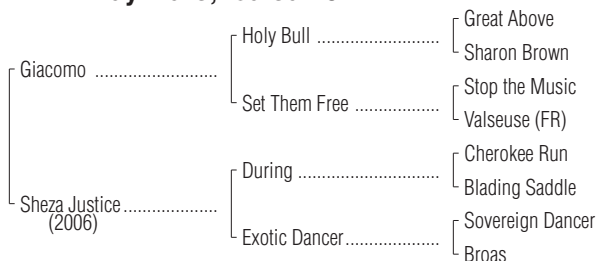 Great Above
Holy Bull ............................
Sharon Brown
Giacomo ............................
Stop the Music
Set Them Free ...................
Valseuse (FR)
Cherokee Run
During ................................
Blading Saddle
Sheza Justice.....................
(2006)
Sovereign Dancer
Exotic Dancer.....................
Broas